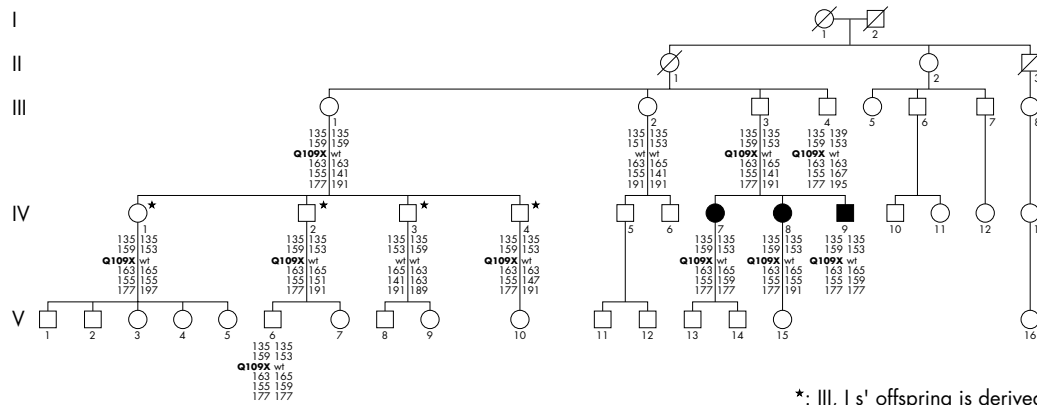 I
1 2
II
1 2 3
III
1 2 3 4 5 6 7 8
135 135 135 135 135 135 135 139
159 159 151 153 159 153 159 153
Q109X wt wt wt Q109X wt Q109X wt
163 163 163 165 163 163 163 163
155 141 155 141 155 141 155 167
177 191 191 191 177 191 177 195
IV
★ ★ ★ ★
1 2 3 4 5 6 7 8 9 10 11 12 1
135 135 135 135 135 135 135 135 135 135 135 135 135 135
159 153 159 153 153 159 159 153 159 153 159 153 159 153
Q109X wt Q109X wt wt wt Q109X wt Q109X wt Q109X wt Q109X wt
163 165 163 165 165 163 163 163 163 165 163 165 163 165
155 155 155 151 141 163 155 147 155 159 155 155 155 159
177 197 177 191 191 189 177 191 177 177 177 191 177 177
V
1 2 3 4 5 6 7 8 9 10 11 12 13 14 15 16
135 135
159 153
Q109X wt
163 165
155 159
177 177
★: III, I s' offspring is derived